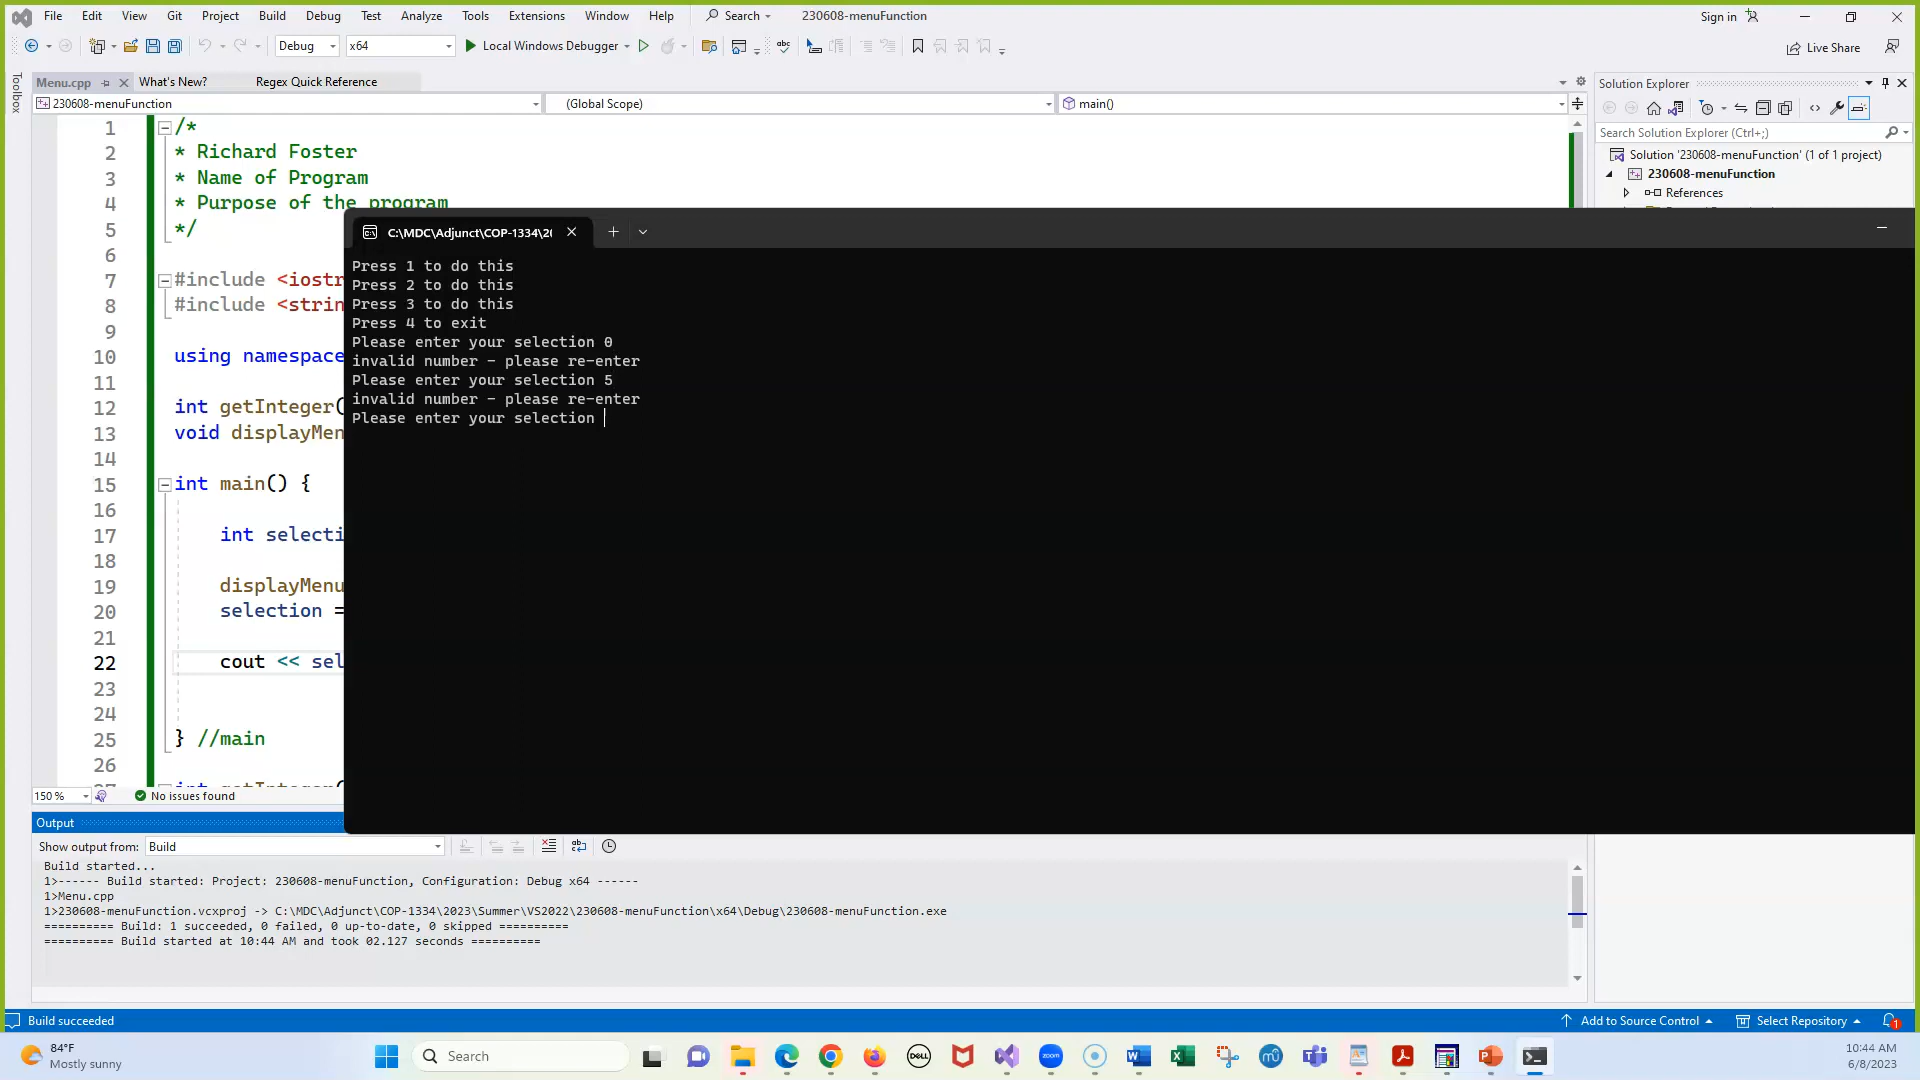 File Edit View Git Project Build Debug Test Analyze Tools Extensions Window Help Search 230608-menuFunction Sign in
Debug x64 Local Windows Debugger Live Share
Toolbox
Menu.cpp What's New? Regex Quick Reference
230608-menuFunction (Global Scope) main()
1 /*
2 * Richard Foster
3 * Name of Program
4 * Purpose of the program
5 */
6
7 #include <iostr
8 #include <strin
9
10 using namespace
11
12 int getInteger(
13 void displayMen
14
15 int main() {
16
17 int selecti
18
19 displayMenu
20 selection =
21
22 cout << sel
23
24
25 } //main
26
C:\MDC\Adjunct\COP-1334\20
Press 1 to do this
Press 2 to do this
Press 3 to do this
Press 4 to exit
Please enter your selection 0
invalid number - please re-enter
Please enter your selection 5
invalid number - please re-enter
Please enter your selection
Solution Explorer
Search Solution Explorer (Ctrl+;)
Solution '230608-menuFunction' (1 of 1 project)
230608-menuFunction
References
150 % No issues found
Output
Show output from: Build
Build started...
1>------ Build started: Project: 230608-menuFunction, Configuration: Debug x64 ------
1>Menu.cpp
1>230608-menuFunction.vcxproj -> C:\MDC\Adjunct\COP-1334\2023\Summer\VS2022\230608-menuFunction\x64\Debug\230608-menuFunction.exe
========== Build: 1 succeeded, 0 failed, 0 up-to-date, 0 skipped ==========
========== Build started at 10:44 AM and took 02.127 seconds ==========
Build succeeded Add to Source Control Select Repository 1
84°F
Mostly sunny
Search
DELL
zoom
10:44 AM
6/8/2023